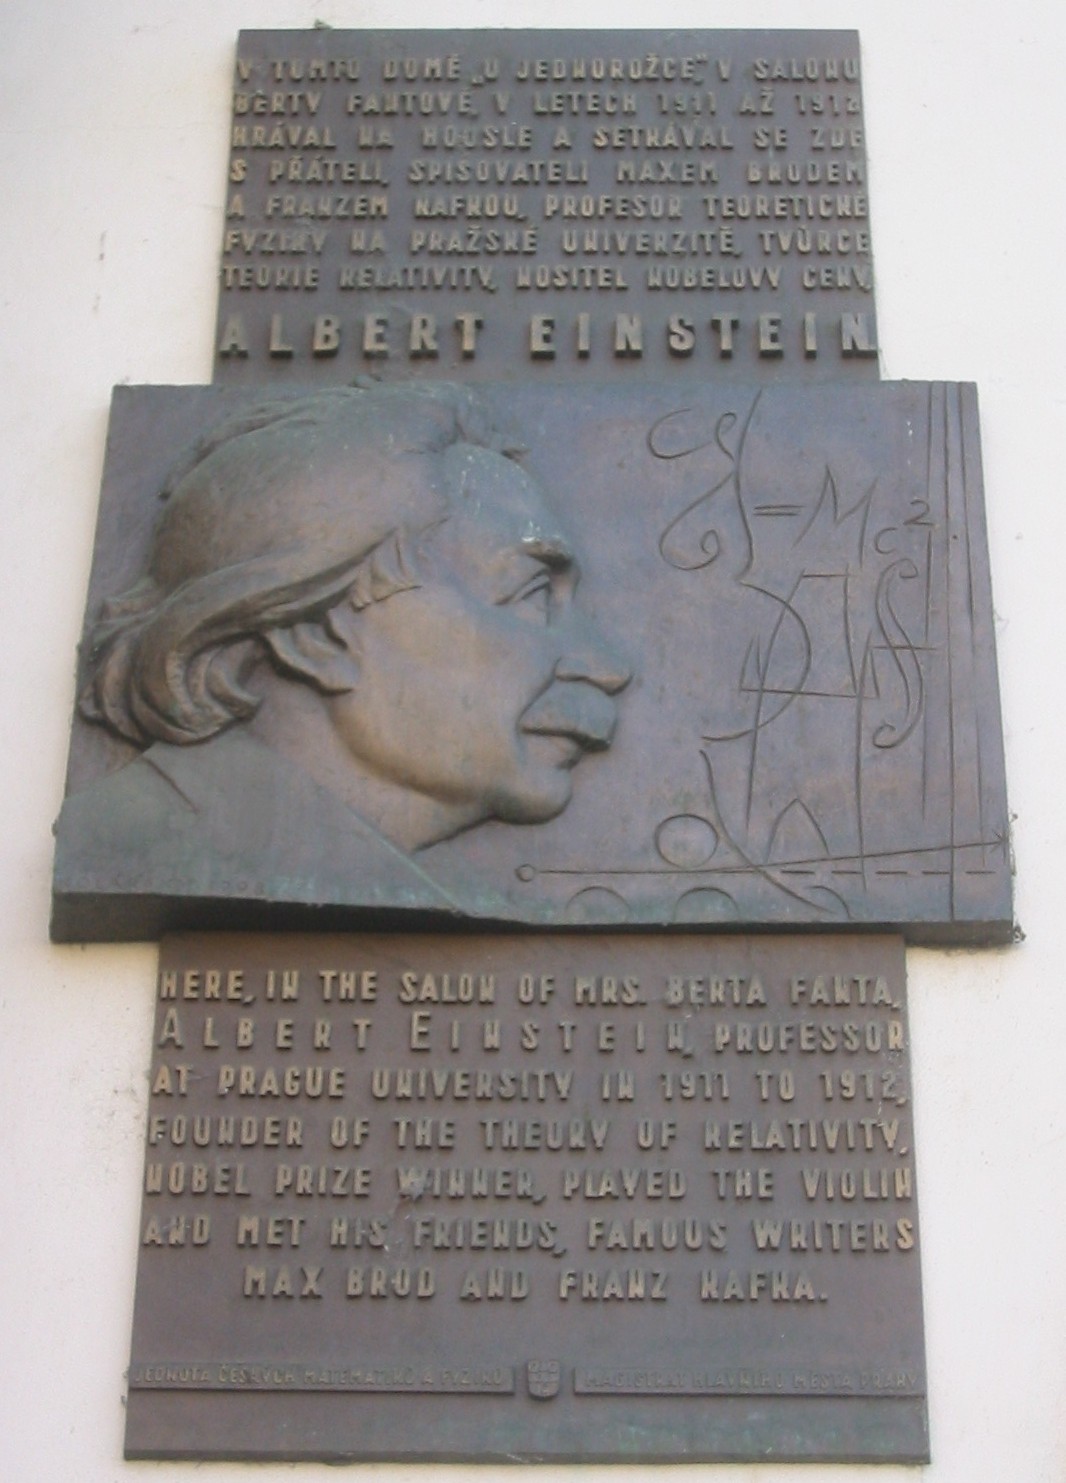 V TOMTO DOMĚ „U JEDNOROŽCE“, V SALONU
BERTY FANTOVÉ, V LETECH 1911 AŽ 1912
HRÁVAL NA HOUSLE A SETKÁVAL SE ZDE
S PŘÁTELI, SPISOVATELI MAXEM BRODEM
A FRANZEM KAFKOU, PROFESOR TEORETICKÉ
FYZIKY NA PRAŽSKÉ UNIVERZITĚ, TVŮRCE
TEORIE RELATIVITY, NOSITEL NOBELOVY CENY,
ALBERT EINSTEIN.
E=Mc²
HERE, IN THE SALON OF MRS. BERTA FANTA,
ALBERT EINSTEIN, PROFESSOR
AT PRAGUE UNIVERSITY IN 1911 TO 1912,
FOUNDER OF THE THEORY OF RELATIVITY,
NOBEL PRIZE WINNER, PLAYED THE VIOLIN
AND MET HIS FRIENDS, FAMOUS WRITERS
MAX BROD AND FRANZ KAFKA.
JEDNOTA ČESKÝCH MATEMATIKŮ A FYZIKŮ
MAGISTRÁT HLAVNÍHO MĚSTA PRAHY